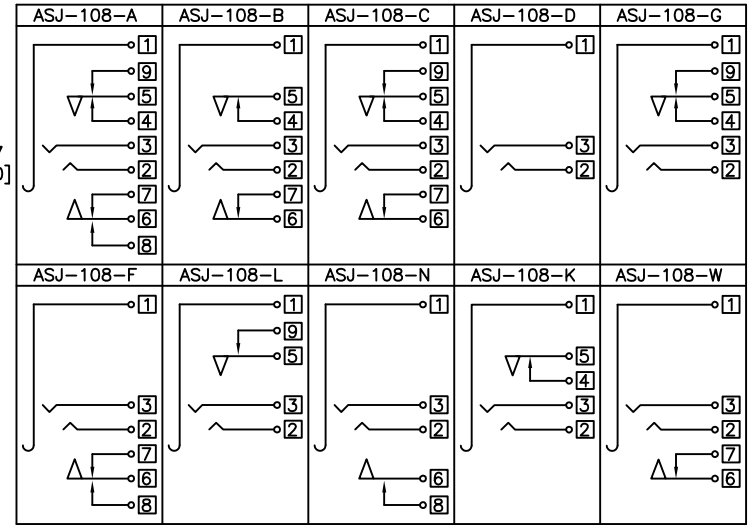 ASJ-108-A ASJ-108-B ASJ-108-C ASJ-108-D ASJ-108-G
1 1 1 1 1
9 9 9
5 5 5 5
4 4 4 4
3 3 3 3 3
2 2 2 2 2
7 7 7
6 6 6
8
ASJ-108-F ASJ-108-L ASJ-108-N ASJ-108-K ASJ-108-W
1 1 1 1 1
9
5 5
4
3 3 3 3 3
2 2 2 2 2
7 7
6 6 6
8 8